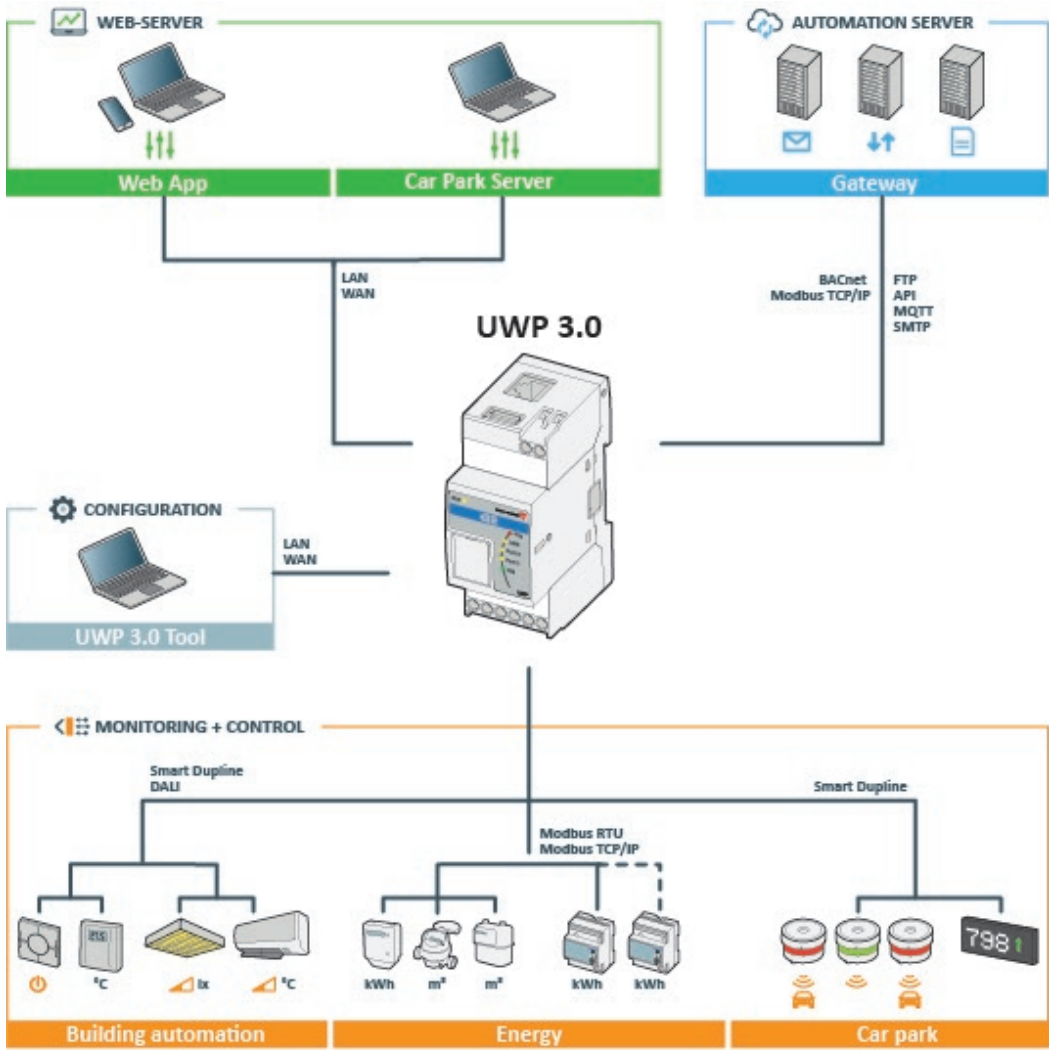 WEB-SERVER
AUTOMATION SERVER
Web App
Car Park Server
Gateway
LAN
WAN
BACnet
Modbus TCP/IP
FTP
API
MQTT
SMTP
UWP 3.0
CONFIGURATION
LAN
WAN
UWP 3.0 Tool
MONITORING + CONTROL
Smart Dupline
DALI
Smart Dupline
Modbus RTU
Modbus TCP/IP
798
°C
lx
°C
kWh
m³
m³
kWh
kWh
Building automation
Energy
Car park